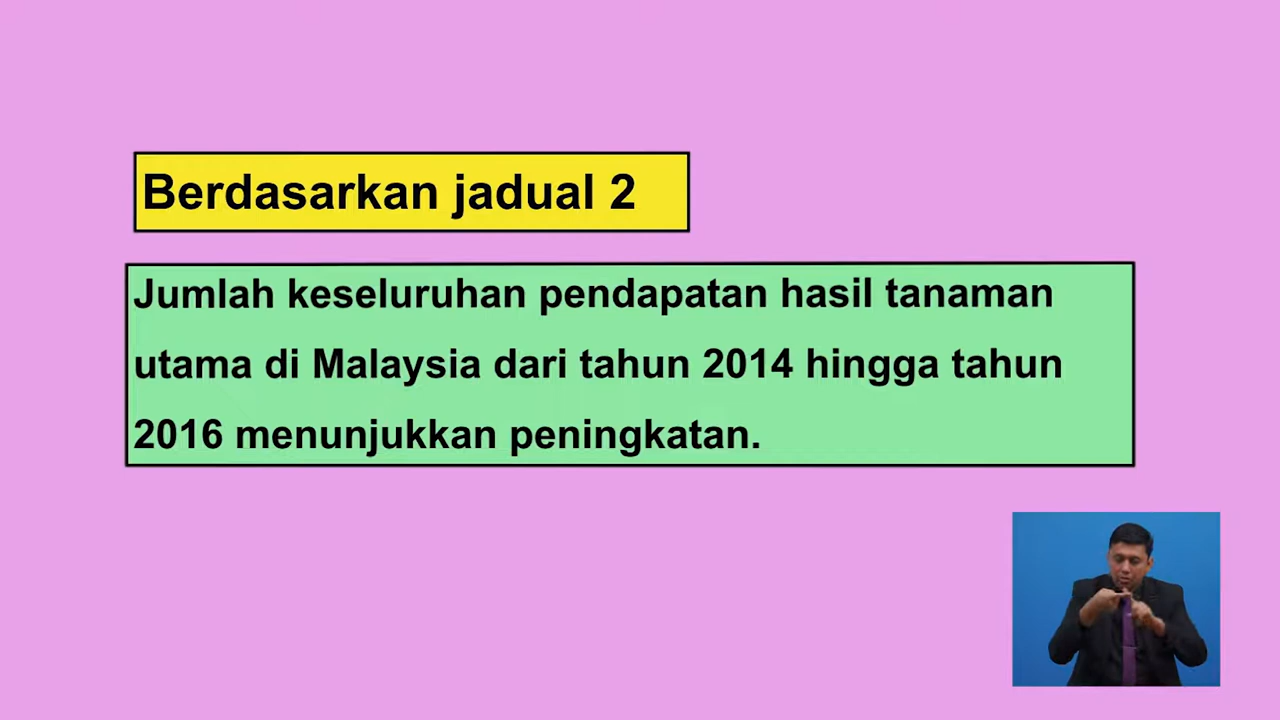 Berdasarkan jadual 2
Jumlah keseluruhan pendapatan hasil tanaman
utama di Malaysia dari tahun 2014 hingga tahun
2016 menunjukkan peningkatan.